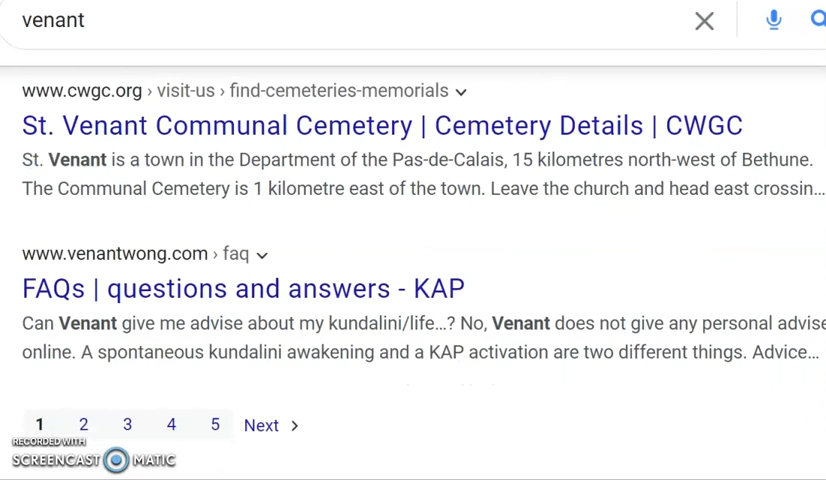 venant
www.cwgc.org › visit-us › find-cemeteries-memorials
St. Venant Communal Cemetery | Cemetery Details | CWGC
St. Venant is a town in the Department of the Pas-de-Calais, 15 kilometres north-west of Bethune.
The Communal Cemetery is 1 kilometre east of the town. Leave the church and head east crossin...
www.venantwong.com › faq
FAQs | questions and answers - KAP
Can Venant give me advise about my kundalini/life...? No, Venant does not give any personal advise
online. A spontaneous kundalini awakening and a KAP activation are two different things. Advice...
1 2 3 4 5 Next >
RECORDED WITH
SCREENCAST MATIC